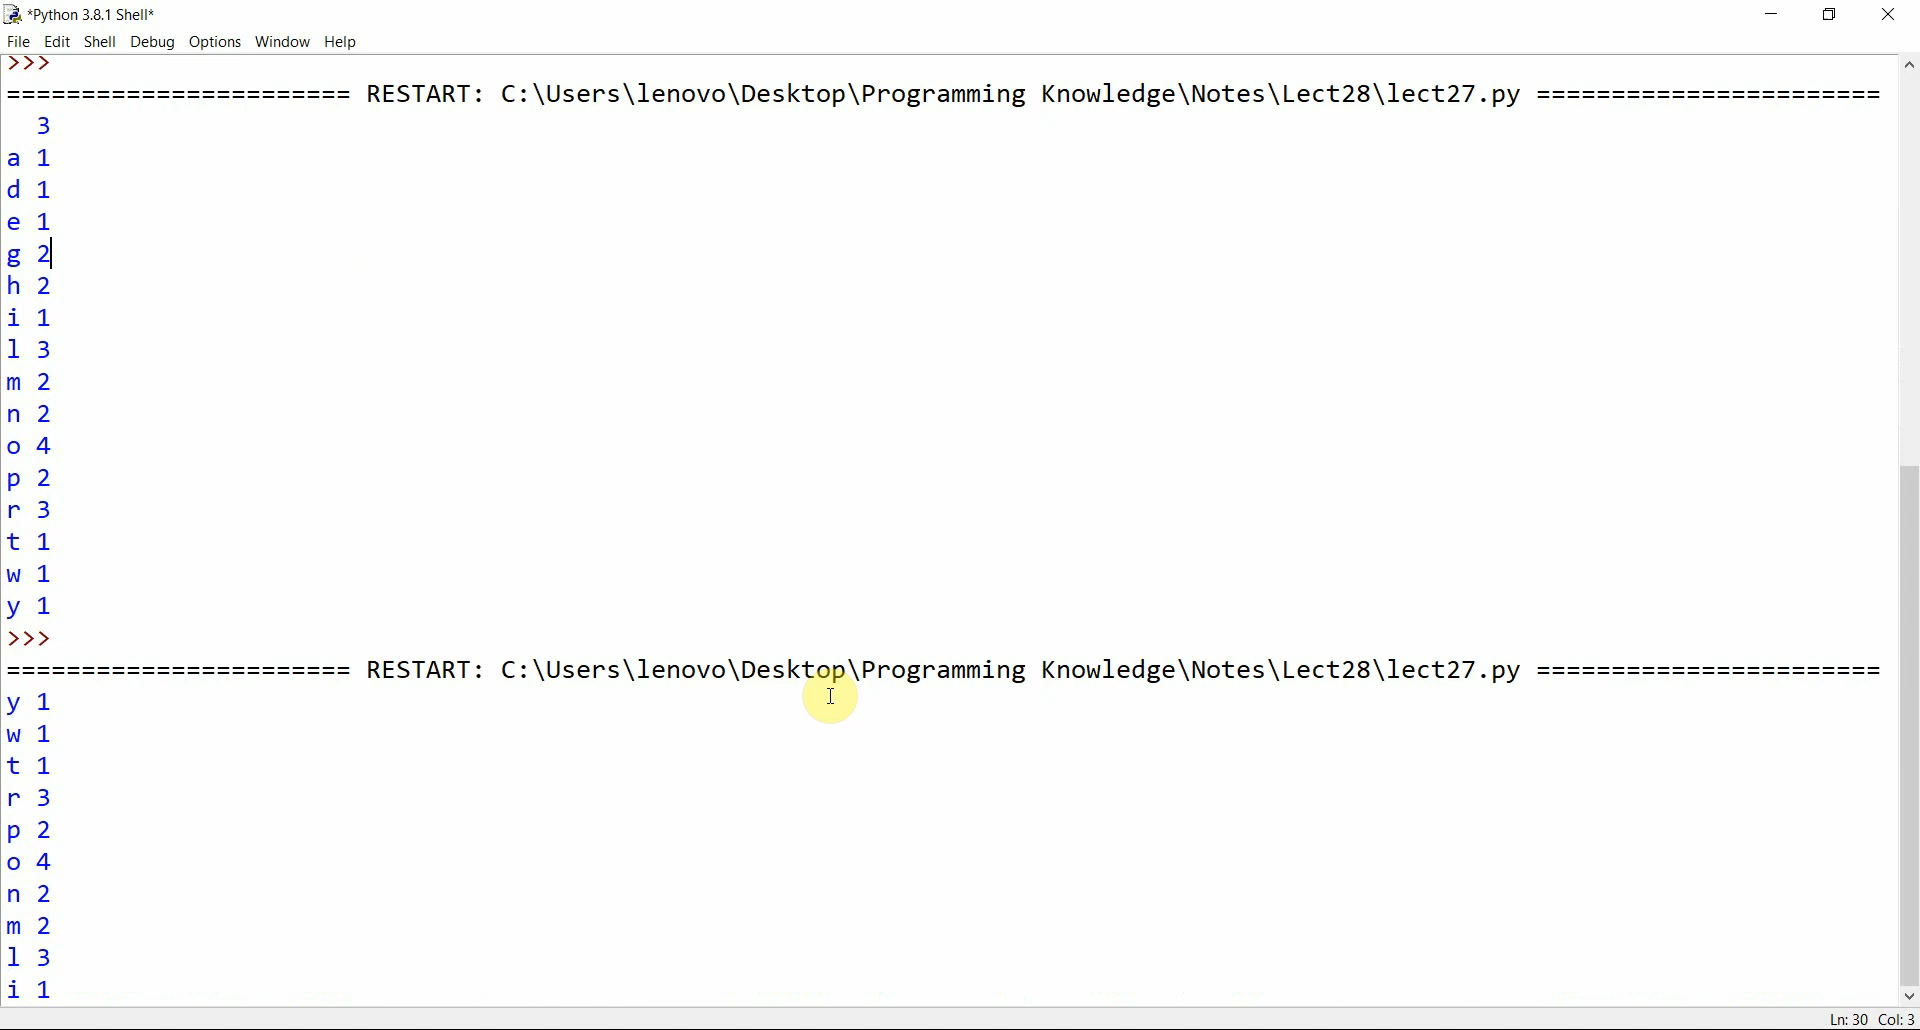 *Python 3.8.1 Shell*
File Edit Shell Debug Options Window Help
>>>
======================= RESTART: C:\Users\lenovo\Desktop\Programming Knowledge\Notes\Lect28\lect27.py =======================
  3
a 1
d 1
e 1
g 2
h 2
i 1
l 3
m 2
n 2
o 4
p 2
r 3
t 1
w 1
y 1
>>>
======================= RESTART: C:\Users\lenovo\Desktop\Programming Knowledge\Notes\Lect28\lect27.py =======================
y 1
w 1
t 1
r 3
p 2
o 4
n 2
m 2
l 3
i 1
Ln: 30 Col: 3